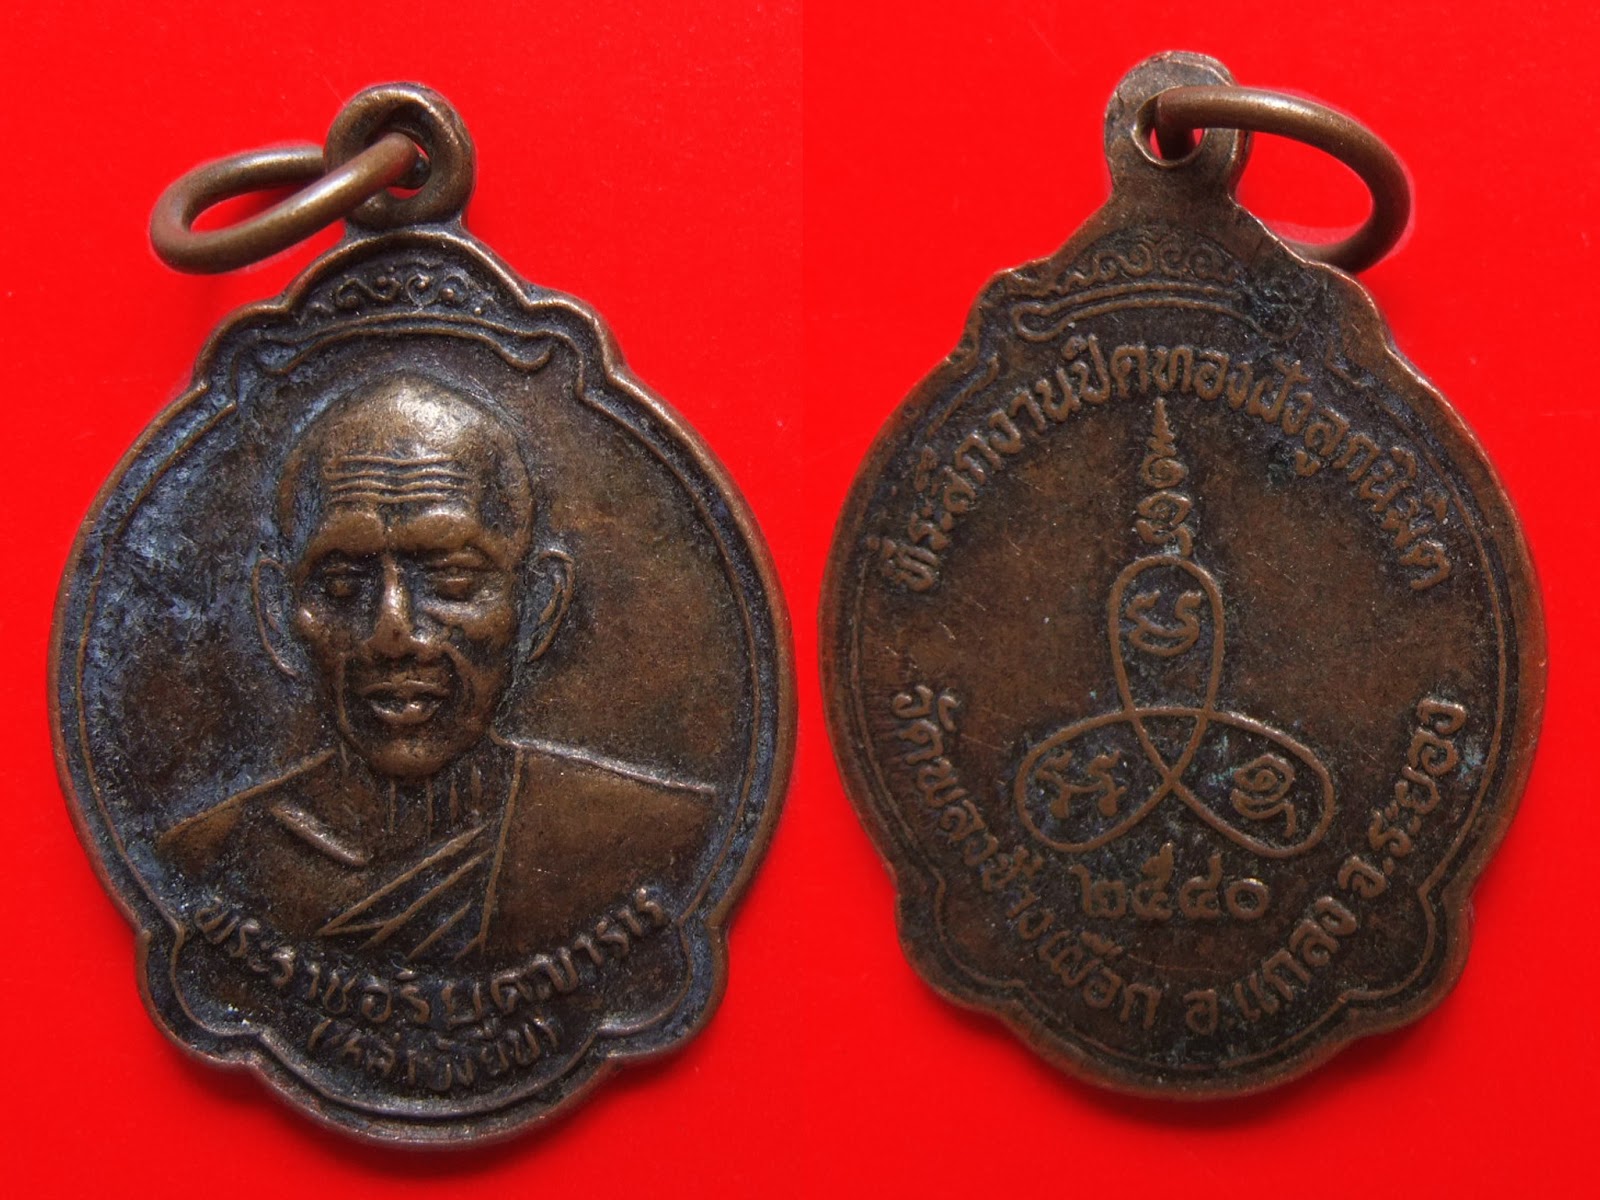 พระราชอริยคณาจารย์
ที่ระลึกงานปิดทองฝังลูกนิมิต
๒๕๔๐
วัดพลงช้างเผือก อ.แกลง จ.ระยอง